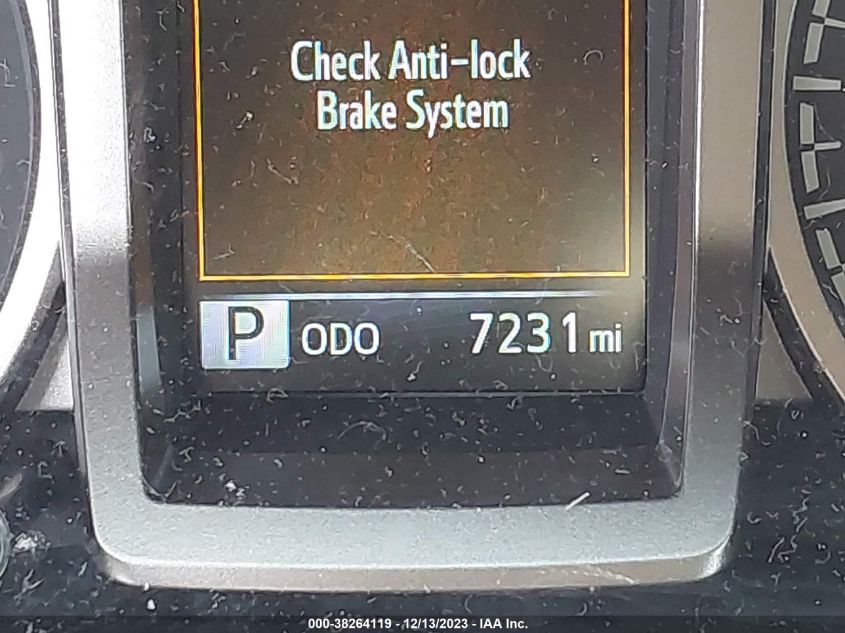 Check Anti-lock
Brake System
P ODO 7231 mi
000-38264119 - 12/13/2023 - IAA Inc.